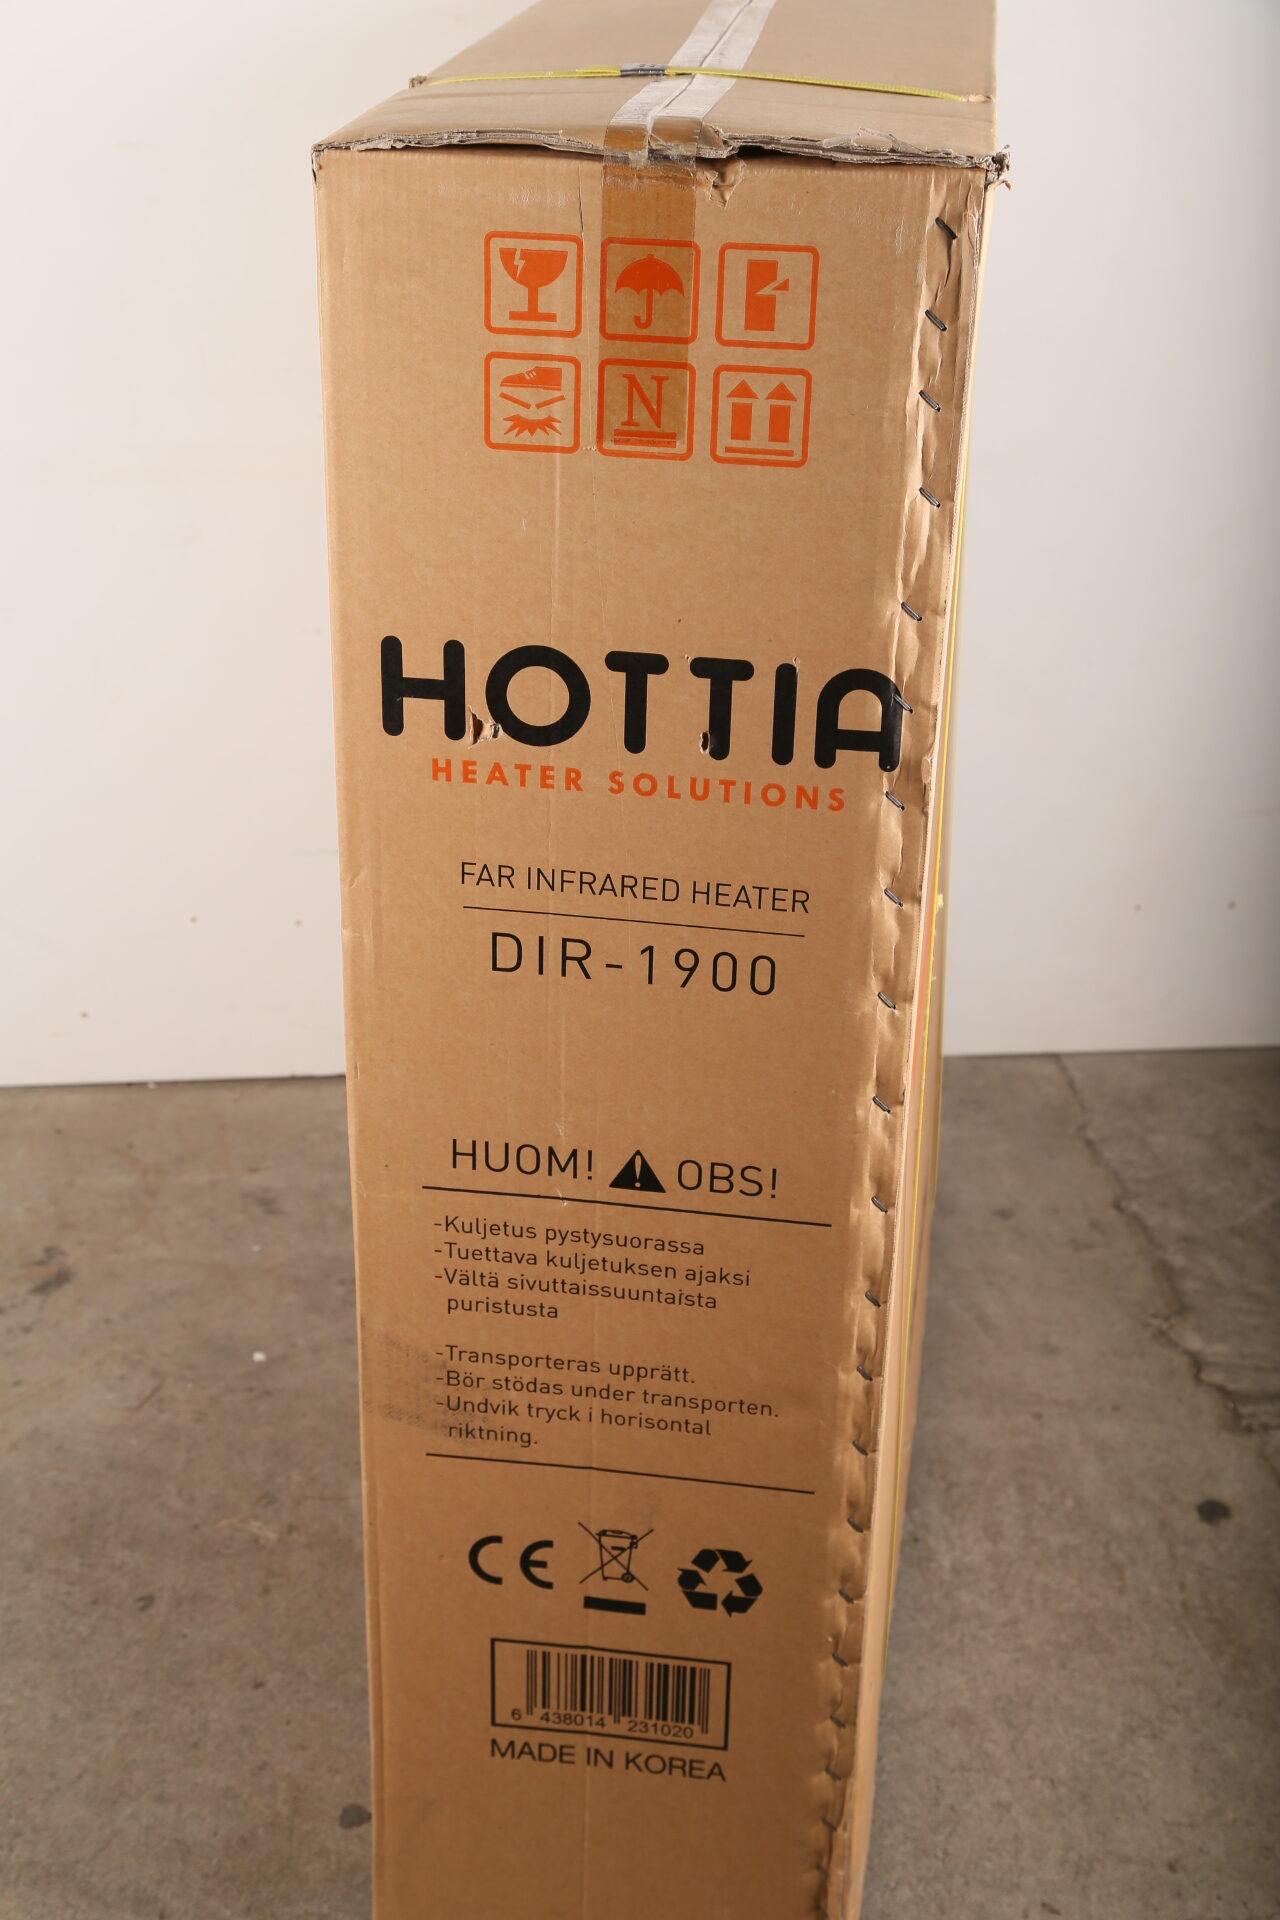 N
HOTTIA
HEATER SOLUTIONS
FAR INFRARED HEATER
DIR-1900
HUOM! OBS!
-Kuljetus pystysuorassa
-Tuettava kuljetuksen ajaksi
-Vältä sivuttaissuuntaista
puristusta
-Transporteras upprätt.
-Bör stödas under transporten.
-Undvik tryck i horisontal
riktning.
CE
6 438014 231020
MADE IN KOREA